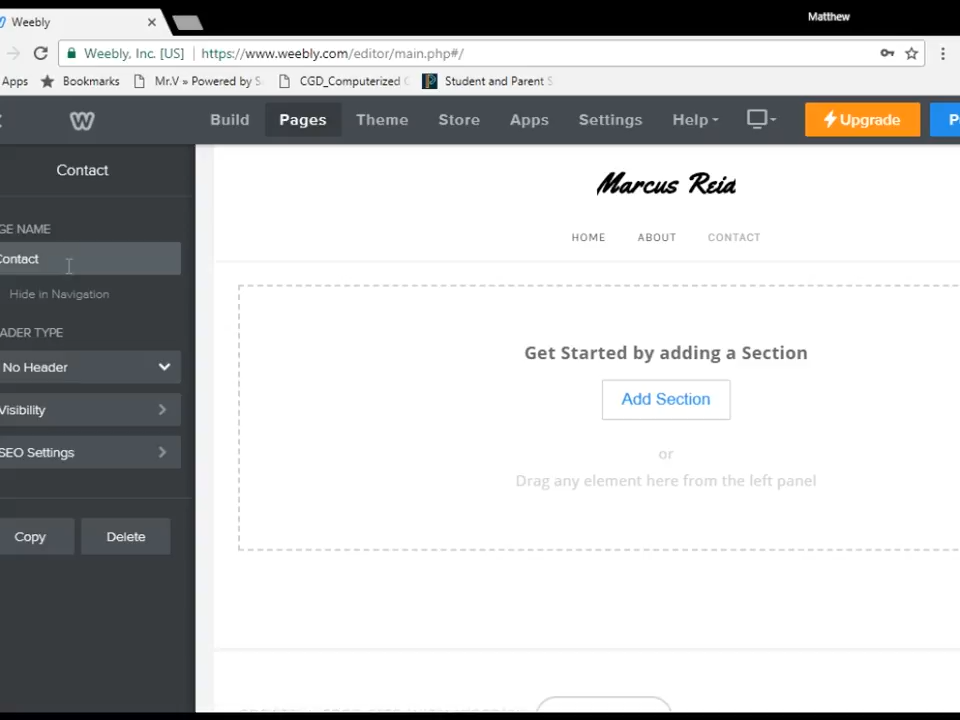 Weebly
Matthew
Weebly, Inc. [US] https://www.weebly.com/editor/main.php#/
Apps Bookmarks Mr.V » Powered by S CGD_Computerized C Student and Parent S
Build Pages Theme Store Apps Settings Help Upgrade P
Contact
Marcus Reid
GE NAME
HOME ABOUT CONTACT
Contact
Hide in Navigation
ADER TYPE
No Header
Get Started by adding a Section
Add Section
Visibility
SEO Settings
or
Drag any element here from the left panel
Copy Delete